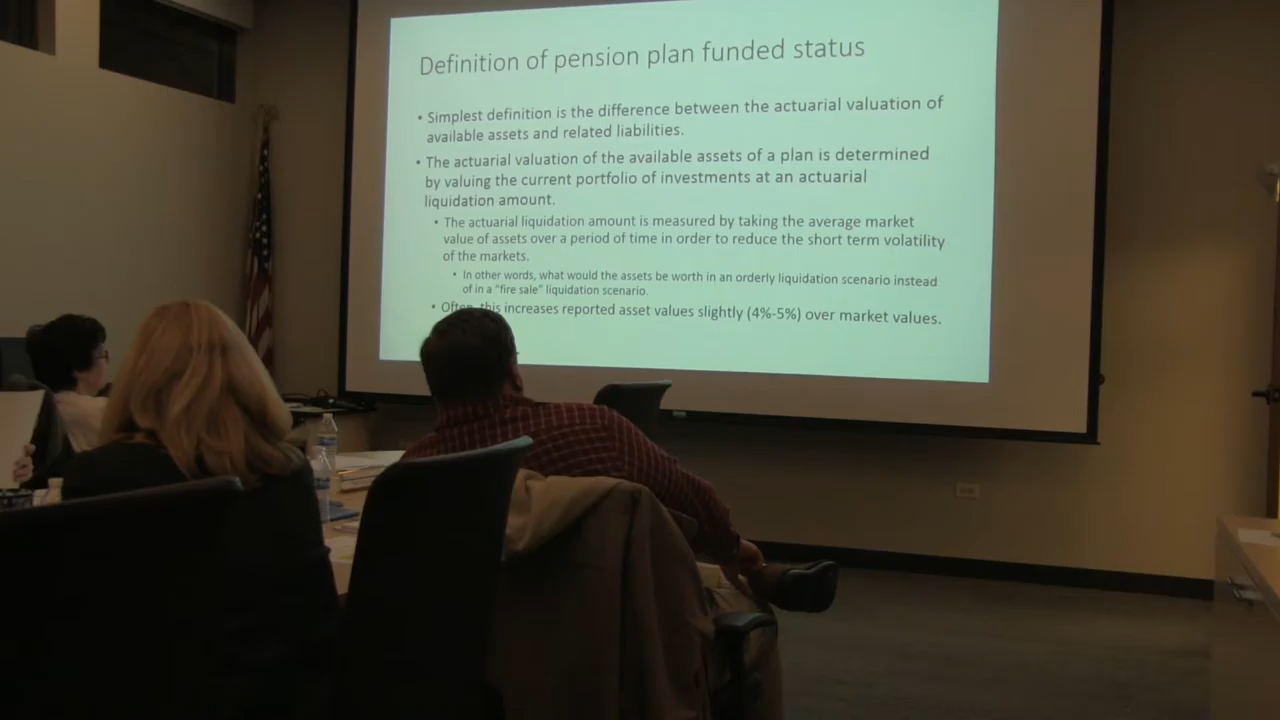 Definition of pension plan funded status
• Simplest definition is the difference between the actuarial valuation of
available assets and related liabilities.
• The actuarial valuation of the available assets of a plan is determined
by valuing the current portfolio of investments at an actuarial
liquidation amount.
• The actuarial liquidation amount is measured by taking the average market
value of assets over a period of time in order to reduce the short term volatility
of the markets.
• In other words, what would the assets be worth in an orderly liquidation scenario instead
of in a "fire sale" liquidation scenario.
• Often, this increases reported asset values slightly (4%-5%) over market values.